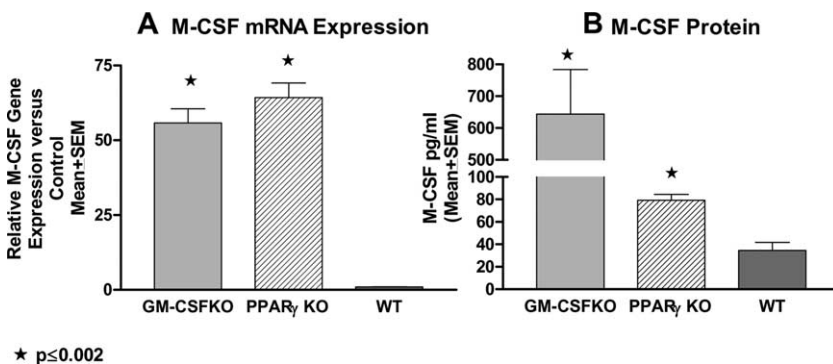 A M-CSF mRNA Expression
Relative M-CSF Gene
Expression versus
Control
Mean±SEM
75
50
25
0
GM-CSFKO PPARγ KO WT
B M-CSF Protein
M-CSF pg/ml
(Mean±SEM)
800
700
600
500
100
80
60
40
20
0
GM-CSFKO PPARγ KO WT
★ p≤0.002